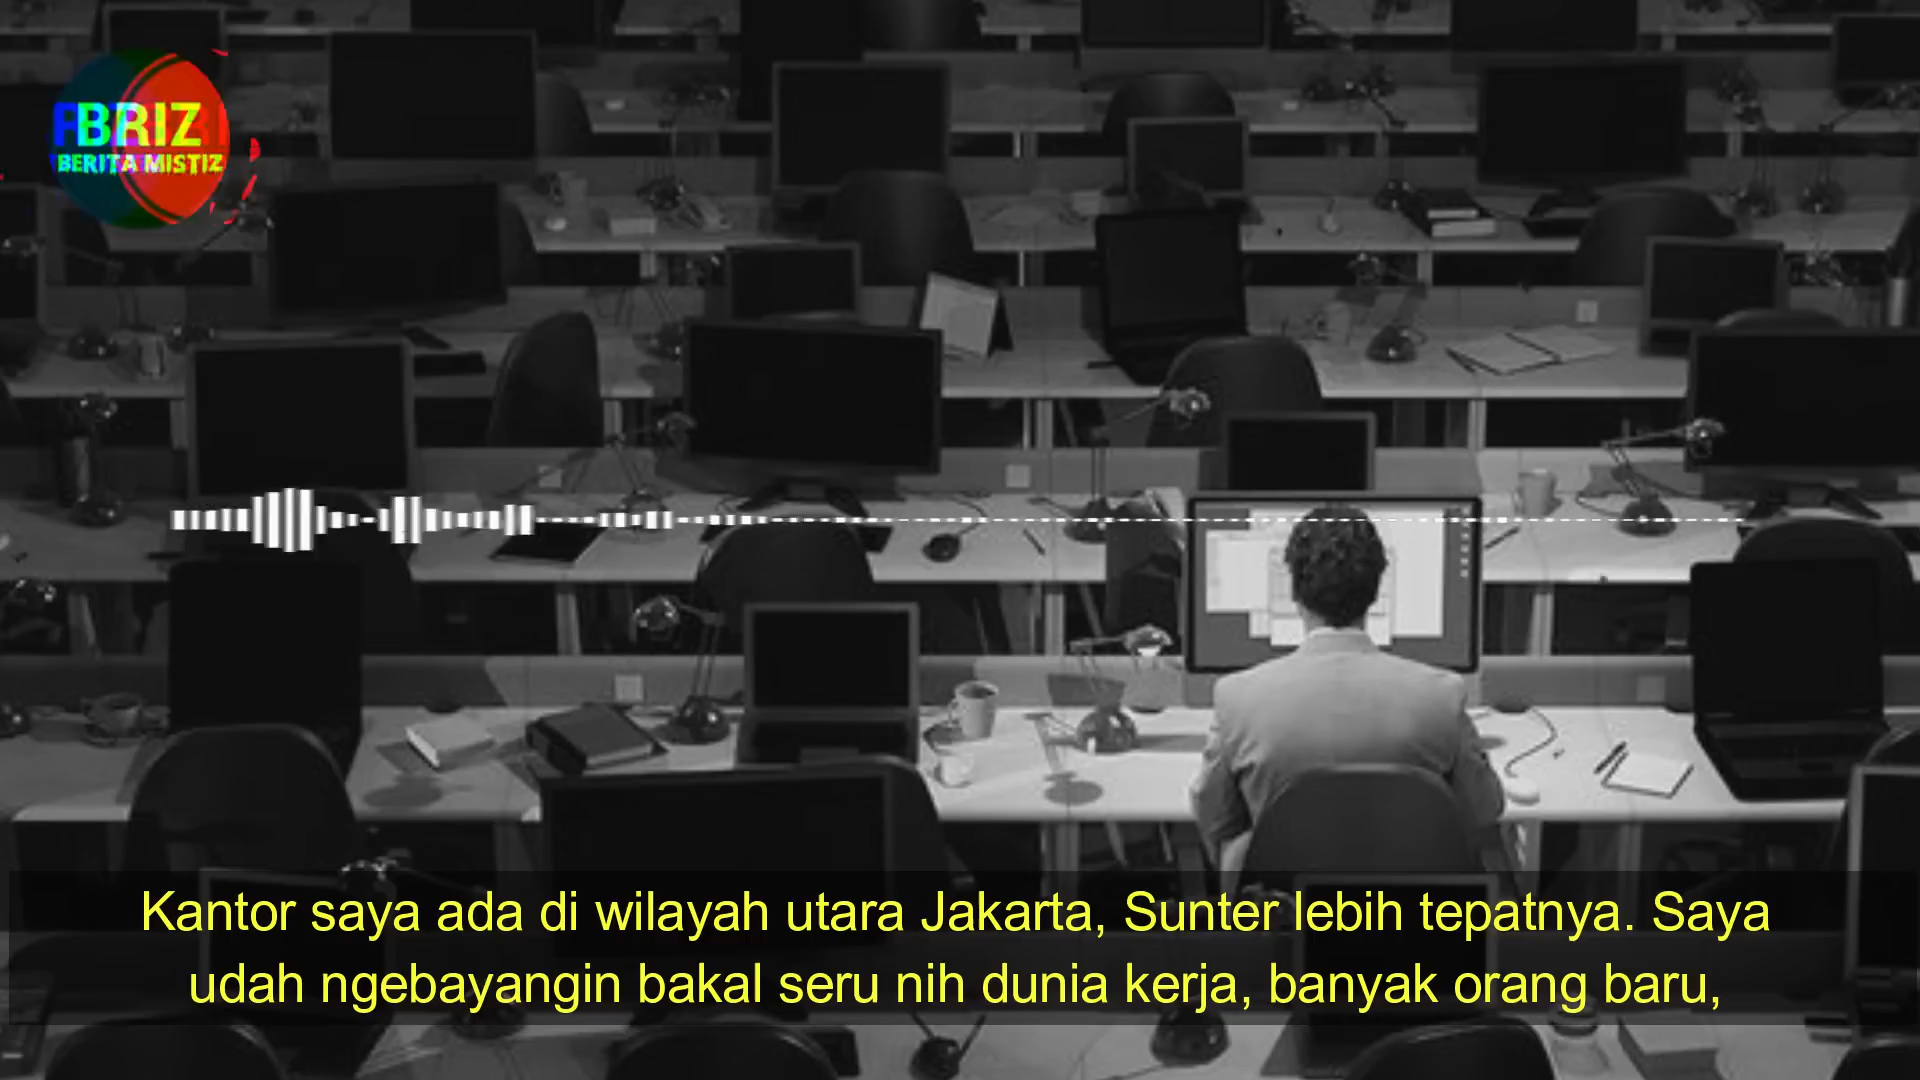 BRIZ
BERITA MISTIZ
Kantor saya ada di wilayah utara Jakarta, Sunter lebih tepatnya. Saya
udah ngebayangin bakal seru nih dunia kerja, banyak orang baru,